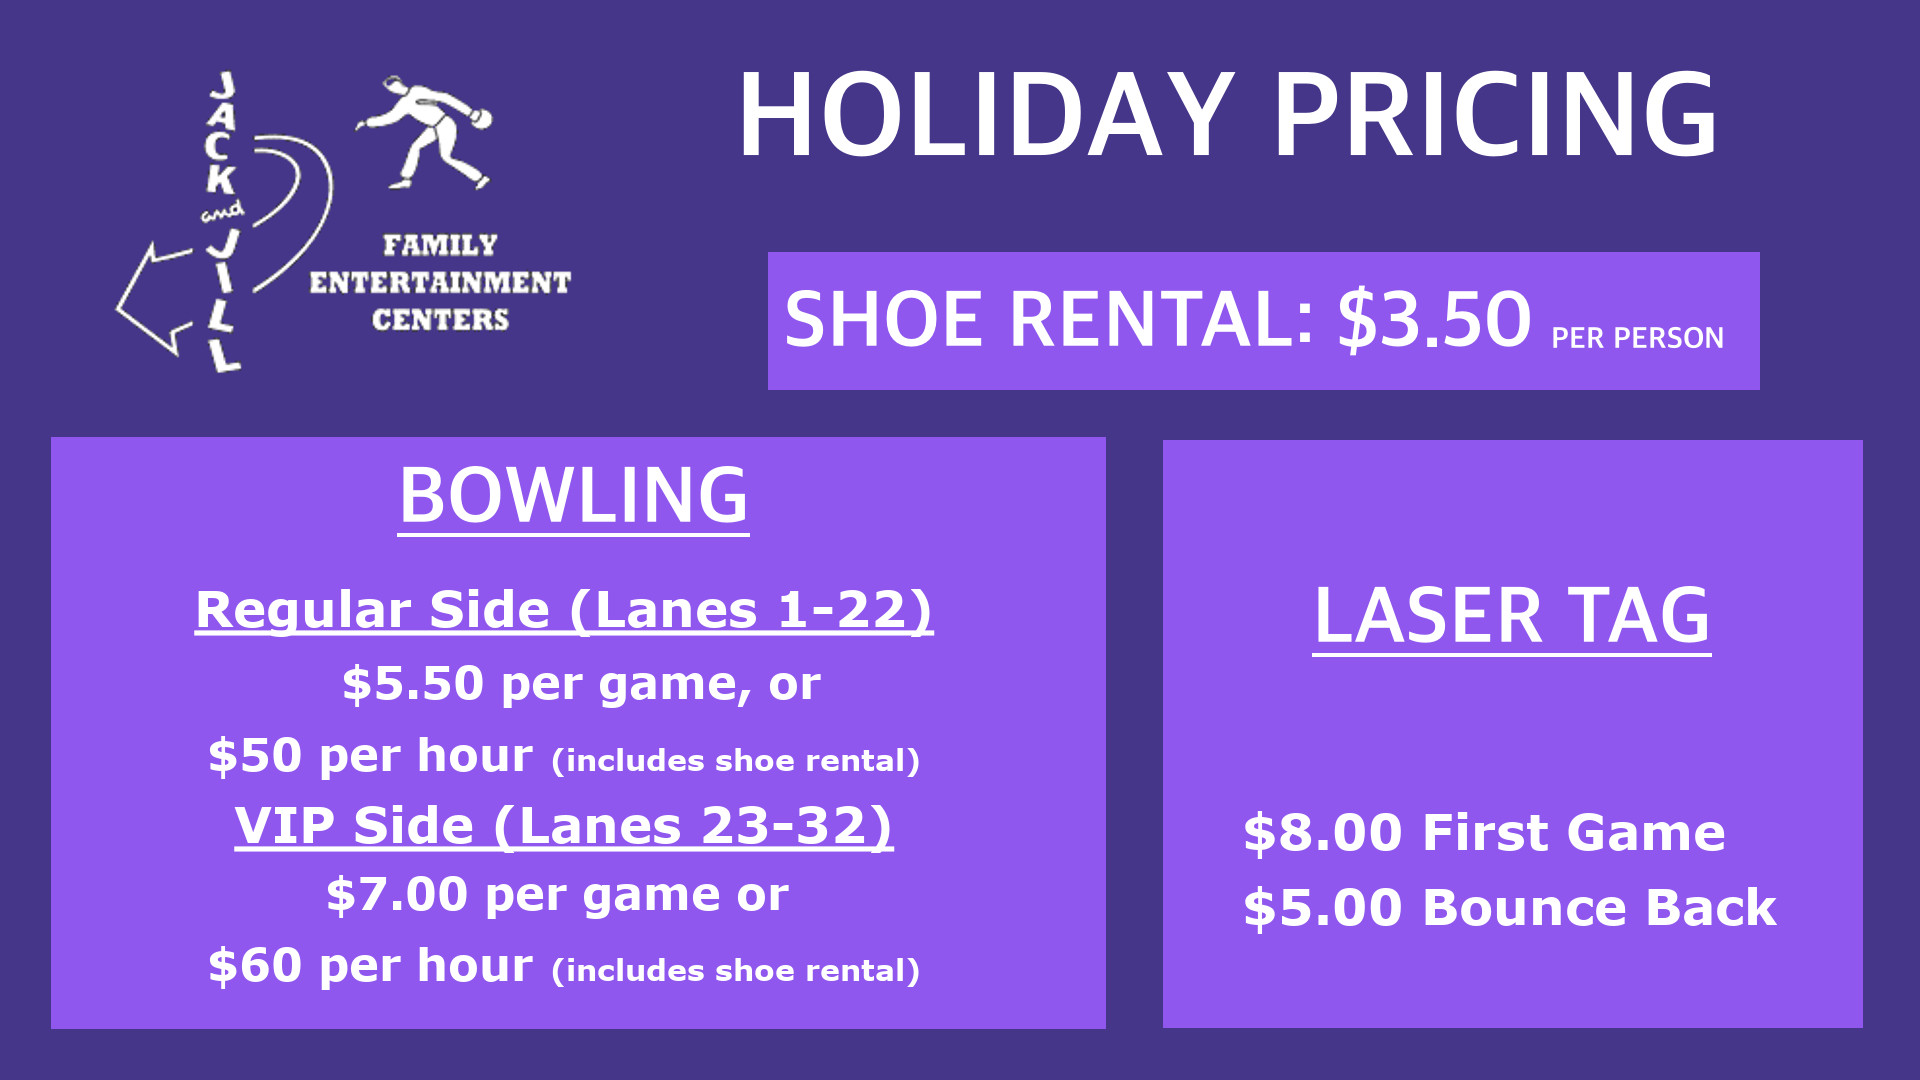 JACK
and
JILL
FAMILY
ENTERTAINMENT
CENTERS
HOLIDAY PRICING
SHOE RENTAL: $3.50 PER PERSON
BOWLING
Regular Side (Lanes 1-22)
$5.50 per game, or
$50 per hour (includes shoe rental)
VIP Side (Lanes 23-32)
$7.00 per game or
$60 per hour (includes shoe rental)
LASER TAG
$8.00 First Game
$5.00 Bounce Back